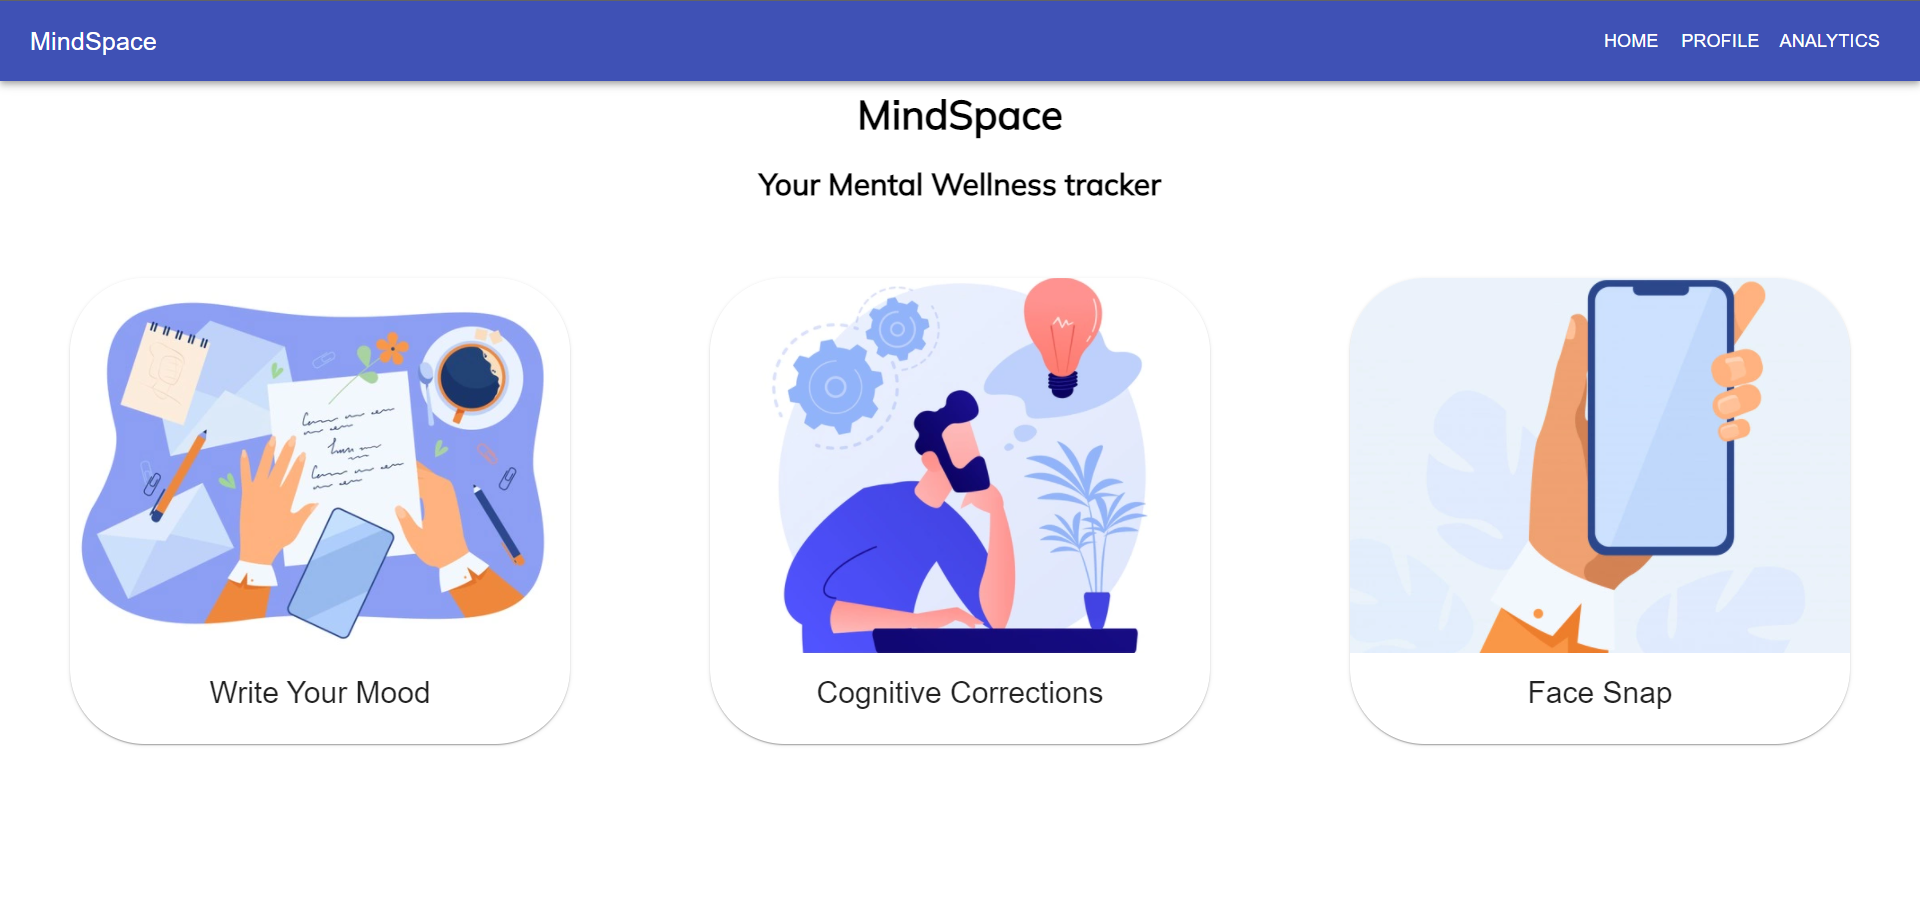 MindSpace
HOME PROFILE ANALYTICS
MindSpace
Your Mental Wellness tracker
Write Your Mood
Cognitive Corrections
Face Snap